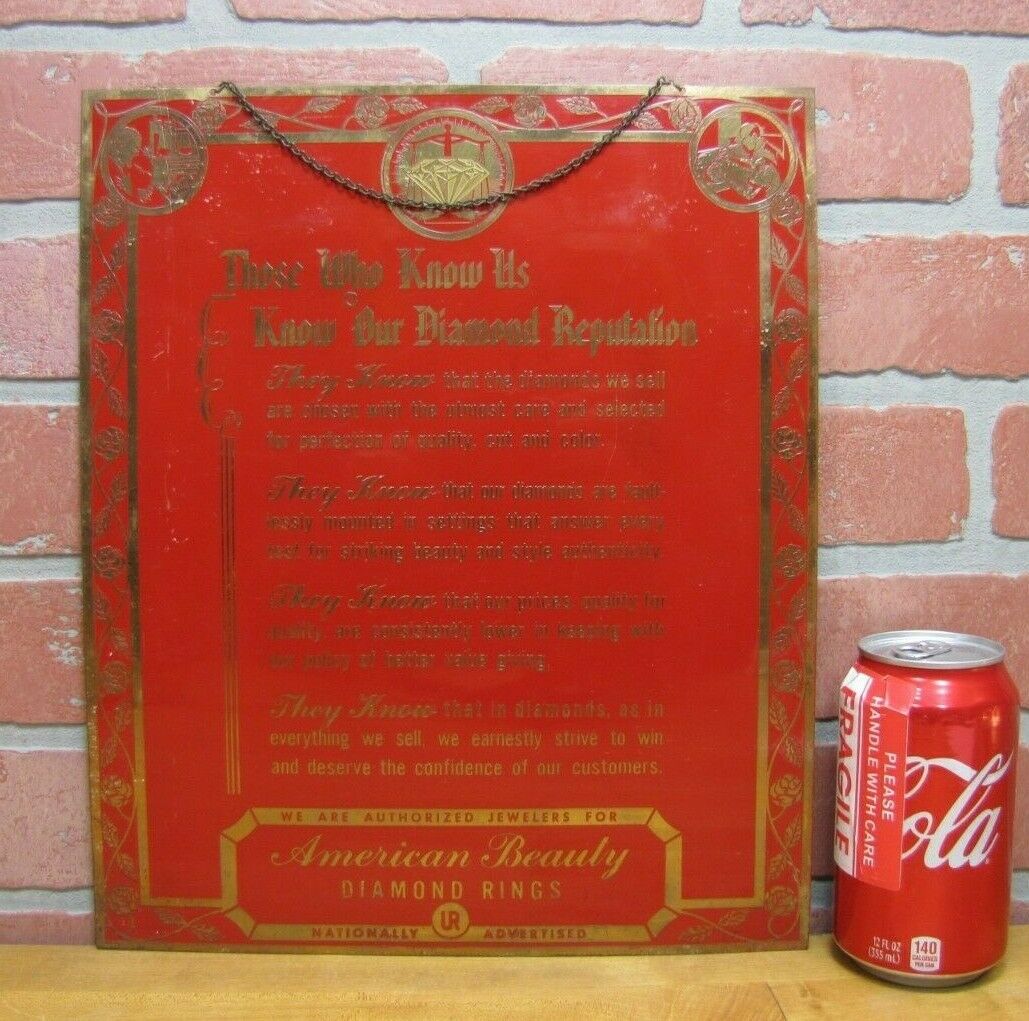 Those Who Know Us
Know Our Diamond Reputation
They Know that the diamonds we sell
are chosen with the utmost care and selected
for perfection of quality, cut and color.
They Know that our diamonds are fault-
lessly mounted in settings that answer every
test for striking beauty and style authenticity.
They Know that our prices, quality for
quality, are consistently lower in keeping with
our policy of better value giving.
They Know that in diamonds, as in
everything we sell, we earnestly strive to win
and deserve the confidence of our customers.
WE ARE AUTHORIZED JEWELERS FOR
American Beauty
DIAMOND RINGS
UR
NATIONALLY ADVERTISED
FRAGILE
PLEASE
HANDLE WITH CARE
Cola
12 FL OZ
(355 mL)
140
CALORIES
PER CAN